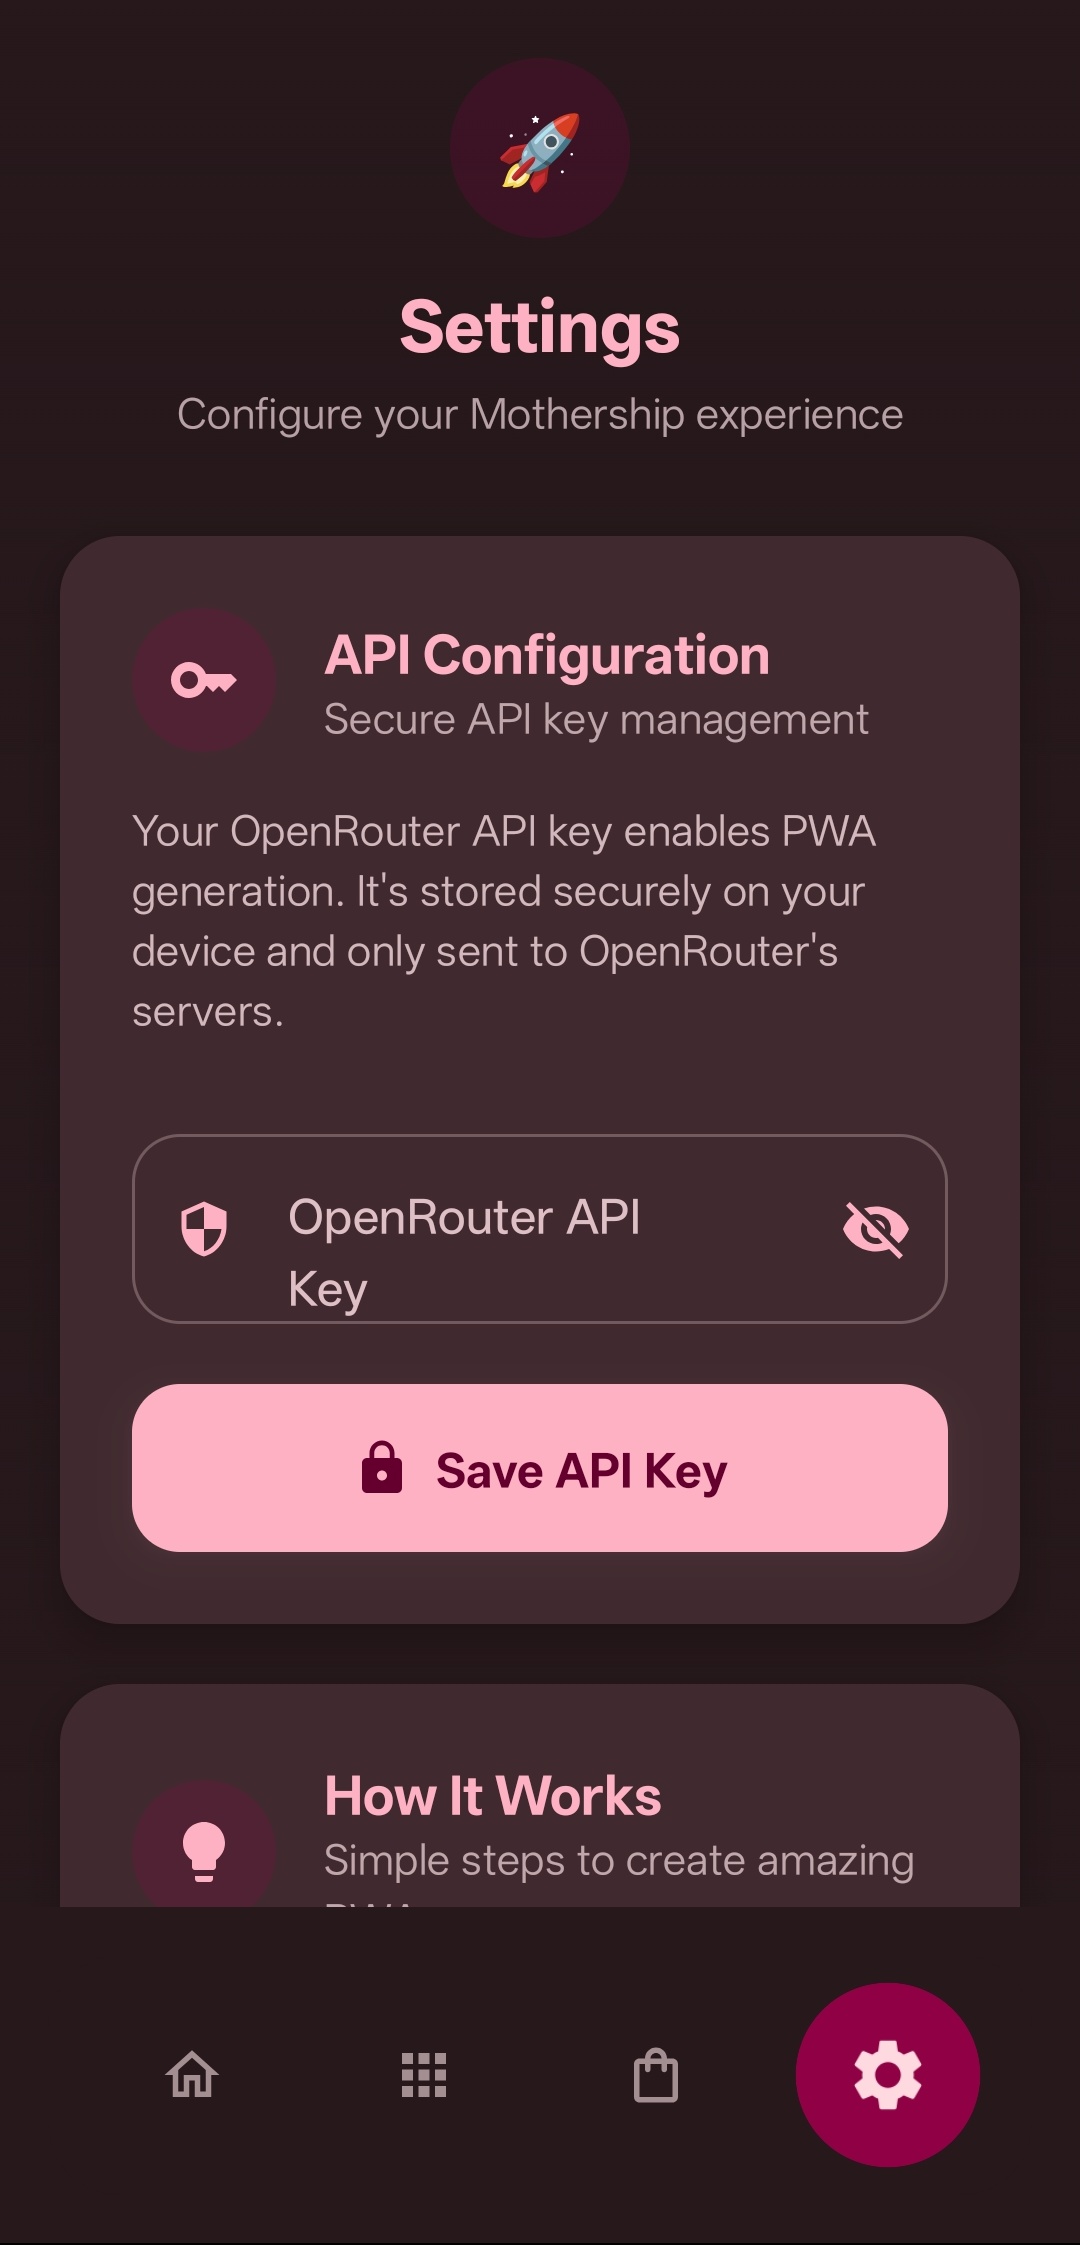 Settings
Configure your Mothership experience
API Configuration
Secure API key management
Your OpenRouter API key enables PWA
generation. It's stored securely on your
device and only sent to OpenRouter's
servers.
OpenRouter API
Key
Save API Key
How It Works
Simple steps to create amazing